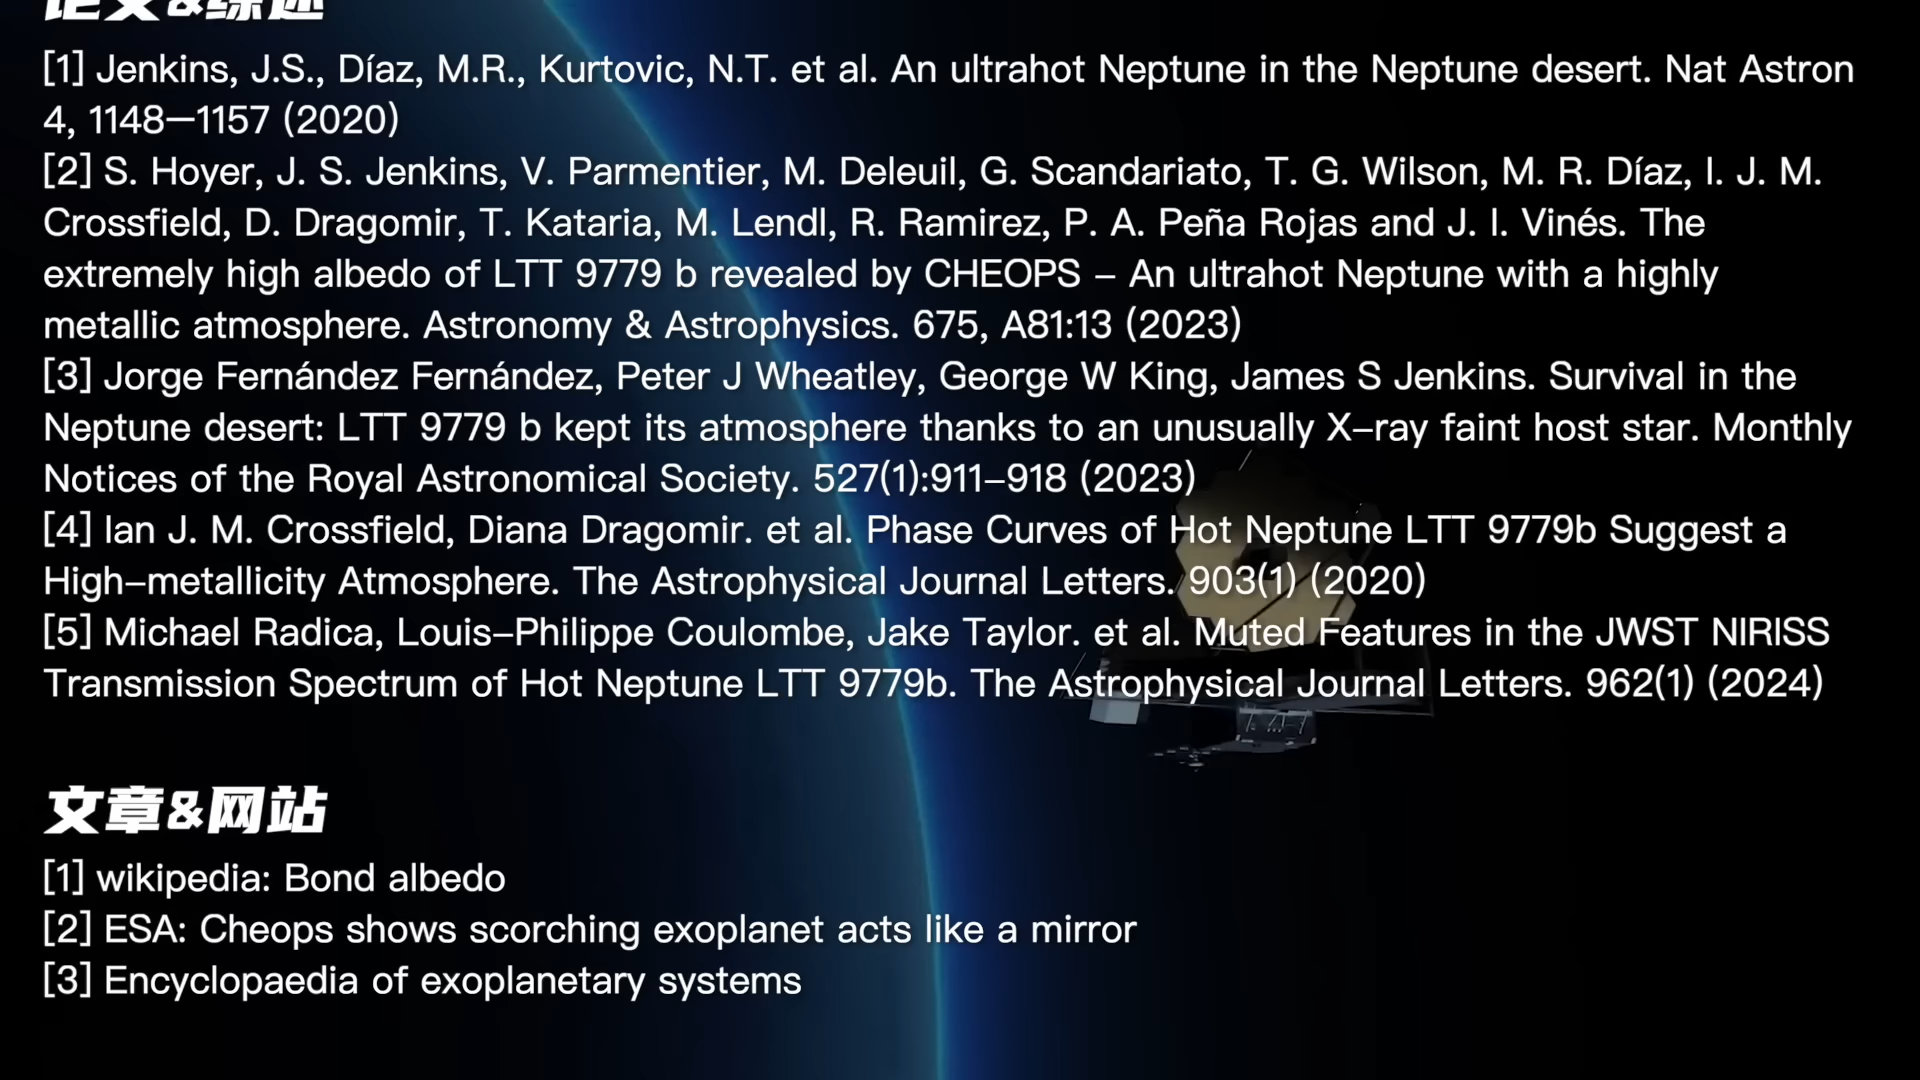 论文&综述
[1] Jenkins, J.S., Díaz, M.R., Kurtovic, N.T. et al. An ultrahot Neptune in the Neptune desert. Nat Astron
4, 1148–1157 (2020)
[2] S. Hoyer, J. S. Jenkins, V. Parmentier, M. Deleuil, G. Scandariato, T. G. Wilson, M. R. Díaz, I. J. M.
Crossfield, D. Dragomir, T. Kataria, M. Lendl, R. Ramirez, P. A. Peña Rojas and J. I. Vinés. The
extremely high albedo of LTT 9779 b revealed by CHEOPS – An ultrahot Neptune with a highly
metallic atmosphere. Astronomy & Astrophysics. 675, A81:13 (2023)
[3] Jorge Fernández Fernández, Peter J Wheatley, George W King, James S Jenkins. Survival in the
Neptune desert: LTT 9779 b kept its atmosphere thanks to an unusually X–ray faint host star. Monthly
Notices of the Royal Astronomical Society. 527(1):911–918 (2023)
[4] Ian J. M. Crossfield, Diana Dragomir. et al. Phase Curves of Hot Neptune LTT 9779b Suggest a
High–metallicity Atmosphere. The Astrophysical Journal Letters. 903(1) (2020)
[5] Michael Radica, Louis–Philippe Coulombe, Jake Taylor. et al. Muted Features in the JWST NIRISS
Transmission Spectrum of Hot Neptune LTT 9779b. The Astrophysical Journal Letters. 962(1) (2024)
文章&网站
[1] wikipedia: Bond albedo
[2] ESA: Cheops shows scorching exoplanet acts like a mirror
[3] Encyclopaedia of exoplanetary systems